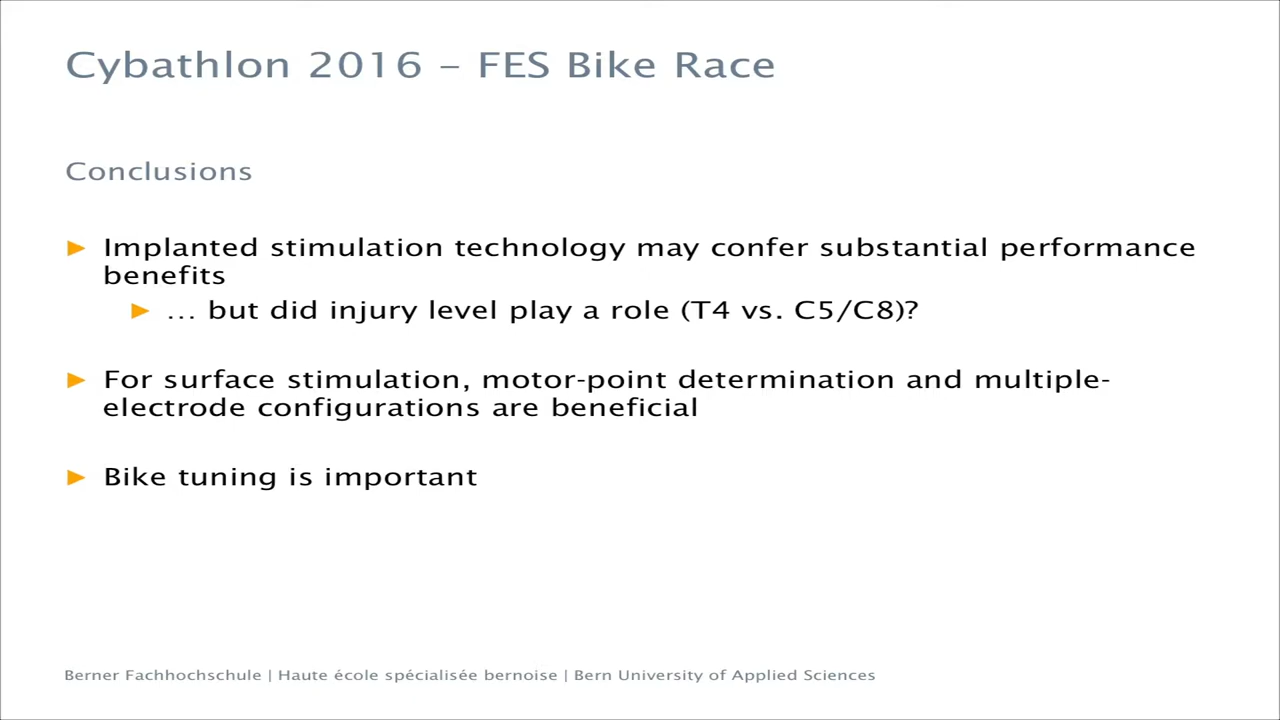 Cybathlon 2016 – FES Bike Race
Conclusions
► Implanted stimulation technology may confer substantial performance
benefits
► … but did injury level play a role (T4 vs. C5/C8)?
► For surface stimulation, motor-point determination and multiple-
electrode configurations are beneficial
► Bike tuning is important
Berner Fachhochschule | Haute école spécialisée bernoise | Bern University of Applied Sciences